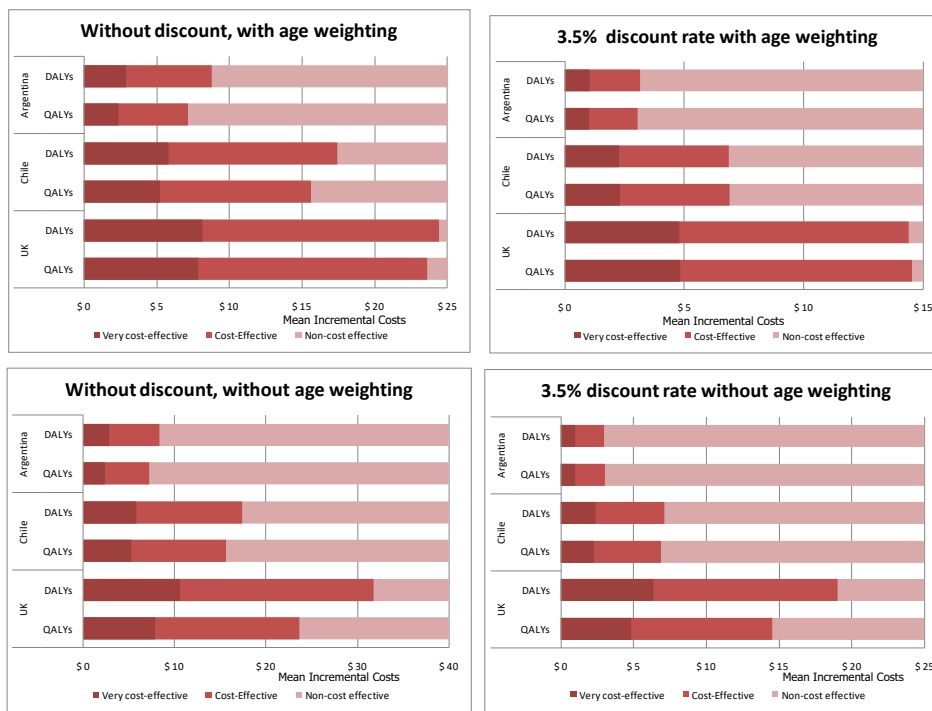 Without discount, with age weighting
Argentina
DALYs
QALYs
Chile
DALYs
QALYs
UK
DALYs
QALYs
$ 0 $ 5 $ 10 $ 15 $ 20 $ 25
Mean Incremental Costs
Very cost-effective Cost-Effective Non-cost effective
3.5% discount rate with age weighting
Argentina
DALYs
QALYs
Chile
DALYs
QALYs
UK
DALYs
QALYs
$ 0 $ 5 $ 10 $ 15
Mean Incremental Costs
Very cost-effective Cost-Effective Non-cost effective
Without discount, without age weighting
Argentina
DALYs
QALYs
Chile
DALYs
QALYs
UK
DALYs
QALYs
$ 0 $ 10 $ 20 $ 30 $ 40
Mean Incremental Costs
Very cost-effective Cost-Effective Non-cost effective
3.5% discount rate without age weighting
Argentina
DALYs
QALYs
Chile
DALYs
QALYs
UK
DALYs
QALYs
$ 0 $ 5 $ 10 $ 15 $ 20 $ 25
Mean Incremental Costs
Very cost-effective Cost-Effective Non-cost effective